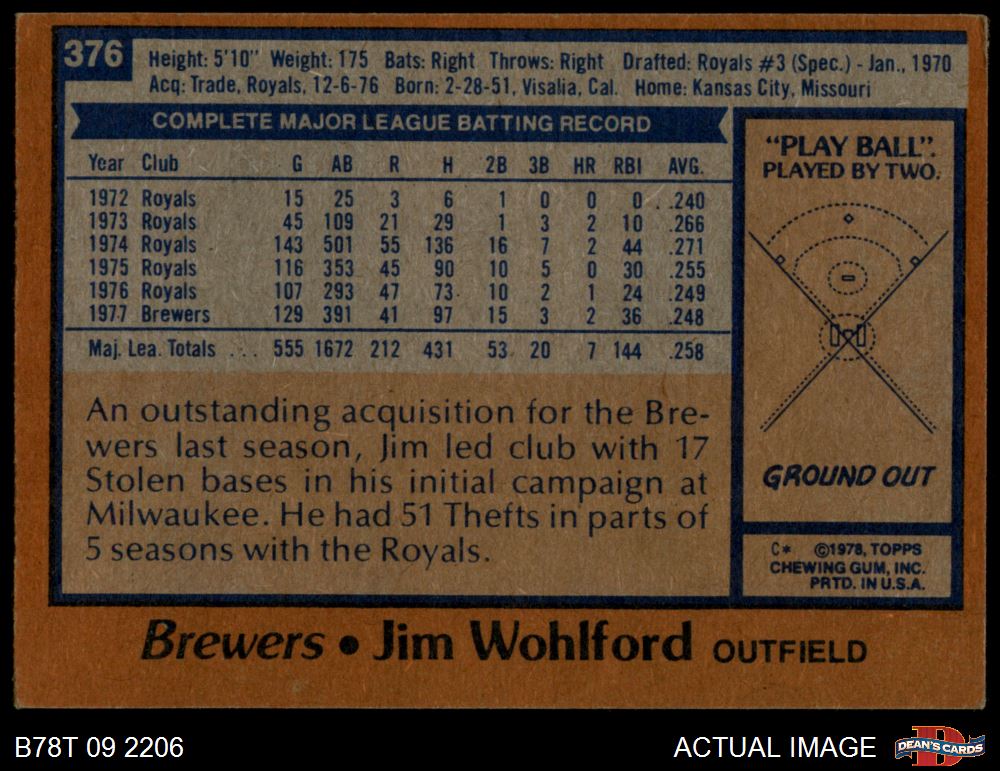 376
Height: 5'10" Weight: 175 Bats: Right Throws: Right Drafted: Royals #3 (Spec.) - Jan., 1970
Acq: Trade, Royals, 12-6-76 Born: 2-28-51, Visalia, Cal. Home: Kansas City, Missouri
COMPLETE MAJOR LEAGUE BATTING RECORD
Year Club G AB R H 2B 3B HR RBI AVG.
1972 Royals 15 25 3 6 1 0 0 0 .240
1973 Royals 45 109 21 29 1 3 2 10 .266
1974 Royals 143 501 55 136 16 7 2 44 .271
1975 Royals 116 353 45 90 10 5 0 30 .255
1976 Royals 107 293 47 73 10 2 1 24 .249
1977 Brewers 129 391 41 97 15 3 2 36 .248
Maj. Lea. Totals ... 555 1672 212 431 53 20 7 144 .258
An outstanding acquisition for the Bre-
wers last season, Jim led club with 17
Stolen bases in his initial campaign at
Milwaukee. He had 51 Thefts in parts of
5 seasons with the Royals.
"PLAY BALL".
PLAYED BY TWO.
GROUND OUT
C* ©1978, TOPPS
CHEWING GUM, INC.
PRTD. IN U.S.A.
Brewers • Jim Wohlford OUTFIELD
B78T 09 2206
ACTUAL IMAGE
D
DEAN'S CARDS